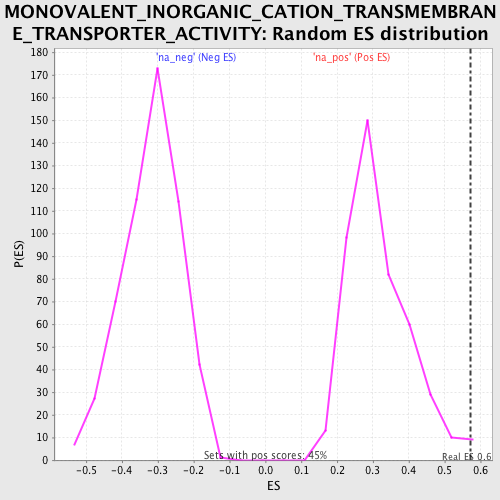 MONOVALENT_INORGANIC_CATION_TRANSMEMBRAN
E_TRANSPORTER_ACTIVITY: Random ES distribution
'na_neg' (Neg ES) 'na_pos' (Pos ES)
180
170
160
150
140
130
120
110
100
90
80
70
60
50
40
30
20
10
0
P(ES)
Sets with pos scores: 45%
Real ES 0.6
-0.5 -0.4 -0.3 -0.2 -0.1 0.0 0.1 0.2 0.3 0.4 0.5 0.6
ES